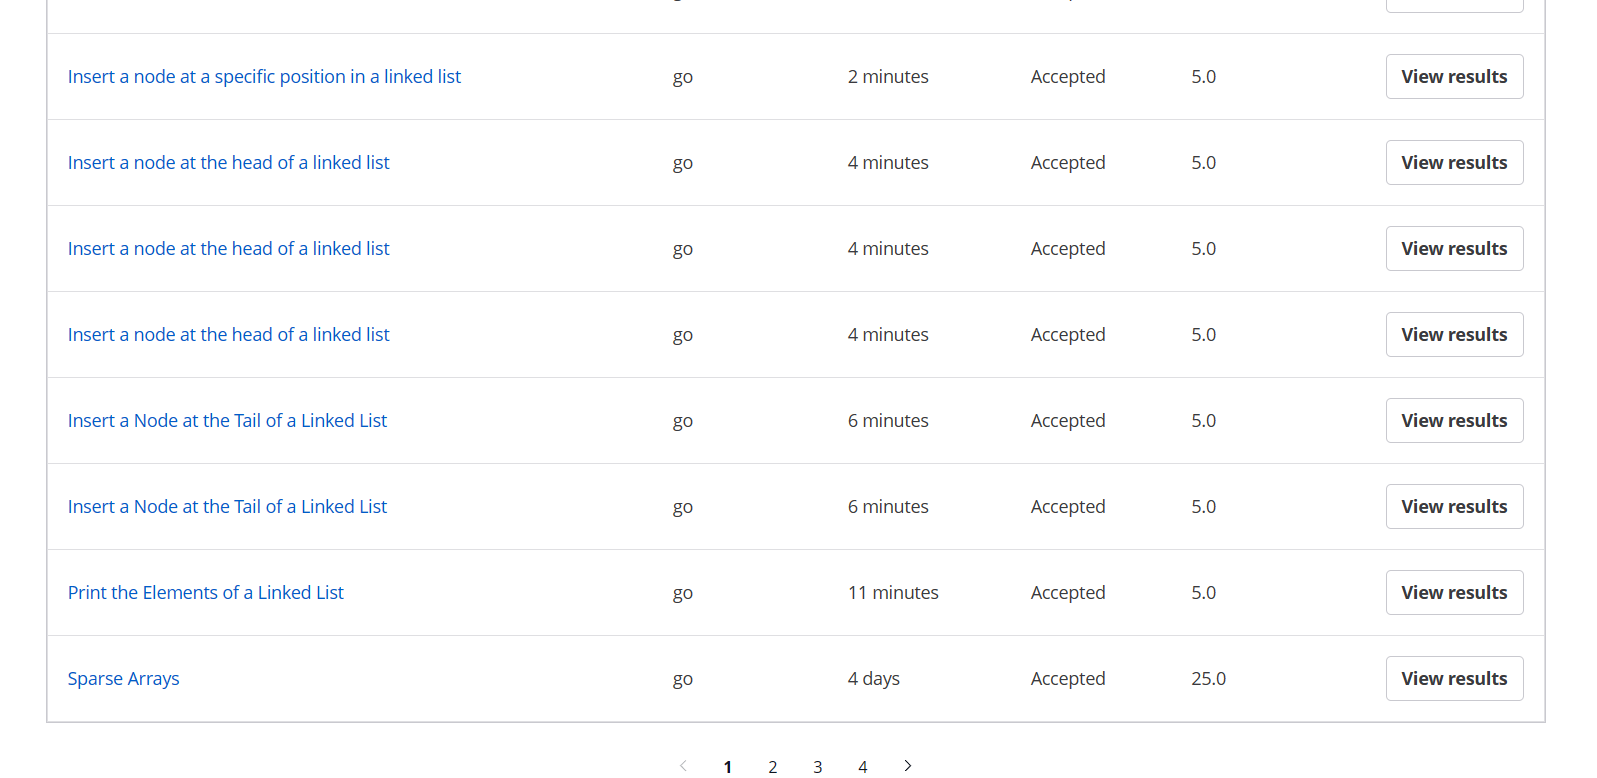 Insert a node at a specific position in a linked list go 2 minutes Accepted 5.0 View results
Insert a node at the head of a linked list go 4 minutes Accepted 5.0 View results
Insert a node at the head of a linked list go 4 minutes Accepted 5.0 View results
Insert a node at the head of a linked list go 4 minutes Accepted 5.0 View results
Insert a Node at the Tail of a Linked List go 6 minutes Accepted 5.0 View results
Insert a Node at the Tail of a Linked List go 6 minutes Accepted 5.0 View results
Print the Elements of a Linked List go 11 minutes Accepted 5.0 View results
Sparse Arrays go 4 days Accepted 25.0 View results
1 2 3 4